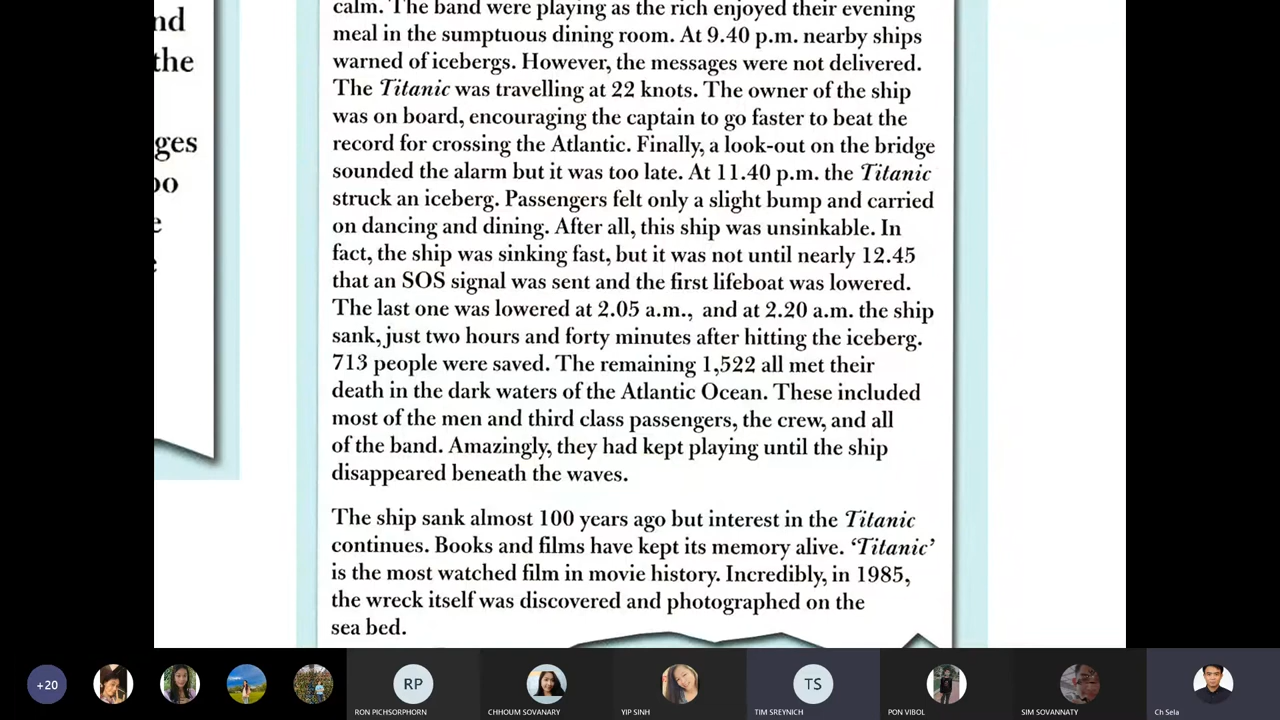 nd
the
ges
oo
e
calm. The band were playing as the rich enjoyed their evening
meal in the sumptuous dining room. At 9.40 p.m. nearby ships
warned of icebergs. However, the messages were not delivered.
The Titanic was travelling at 22 knots. The owner of the ship
was on board, encouraging the captain to go faster to beat the
record for crossing the Atlantic. Finally, a look-out on the bridge
sounded the alarm but it was too late. At 11.40 p.m. the Titanic
struck an iceberg. Passengers felt only a slight bump and carried
on dancing and dining. After all, this ship was unsinkable. In
fact, the ship was sinking fast, but it was not until nearly 12.45
that an SOS signal was sent and the first lifeboat was lowered.
The last one was lowered at 2.05 a.m., and at 2.20 a.m. the ship
sank, just two hours and forty minutes after hitting the iceberg.
713 people were saved. The remaining 1,522 all met their
death in the dark waters of the Atlantic Ocean. These included
most of the men and third class passengers, the crew, and all
of the band. Amazingly, they had kept playing until the ship
disappeared beneath the waves.
The ship sank almost 100 years ago but interest in the Titanic
continues. Books and films have kept its memory alive. ‘Titanic’
is the most watched film in movie history. Incredibly, in 1985,
the wreck itself was discovered and photographed on the
sea bed.
+20
RP
TS
RON PICHSORPHORN
CHHOUM SOVANARY
YIP SINH
TIM SREYNICH
PON VIBOL
SIM SOVANNATY
Ch Sela